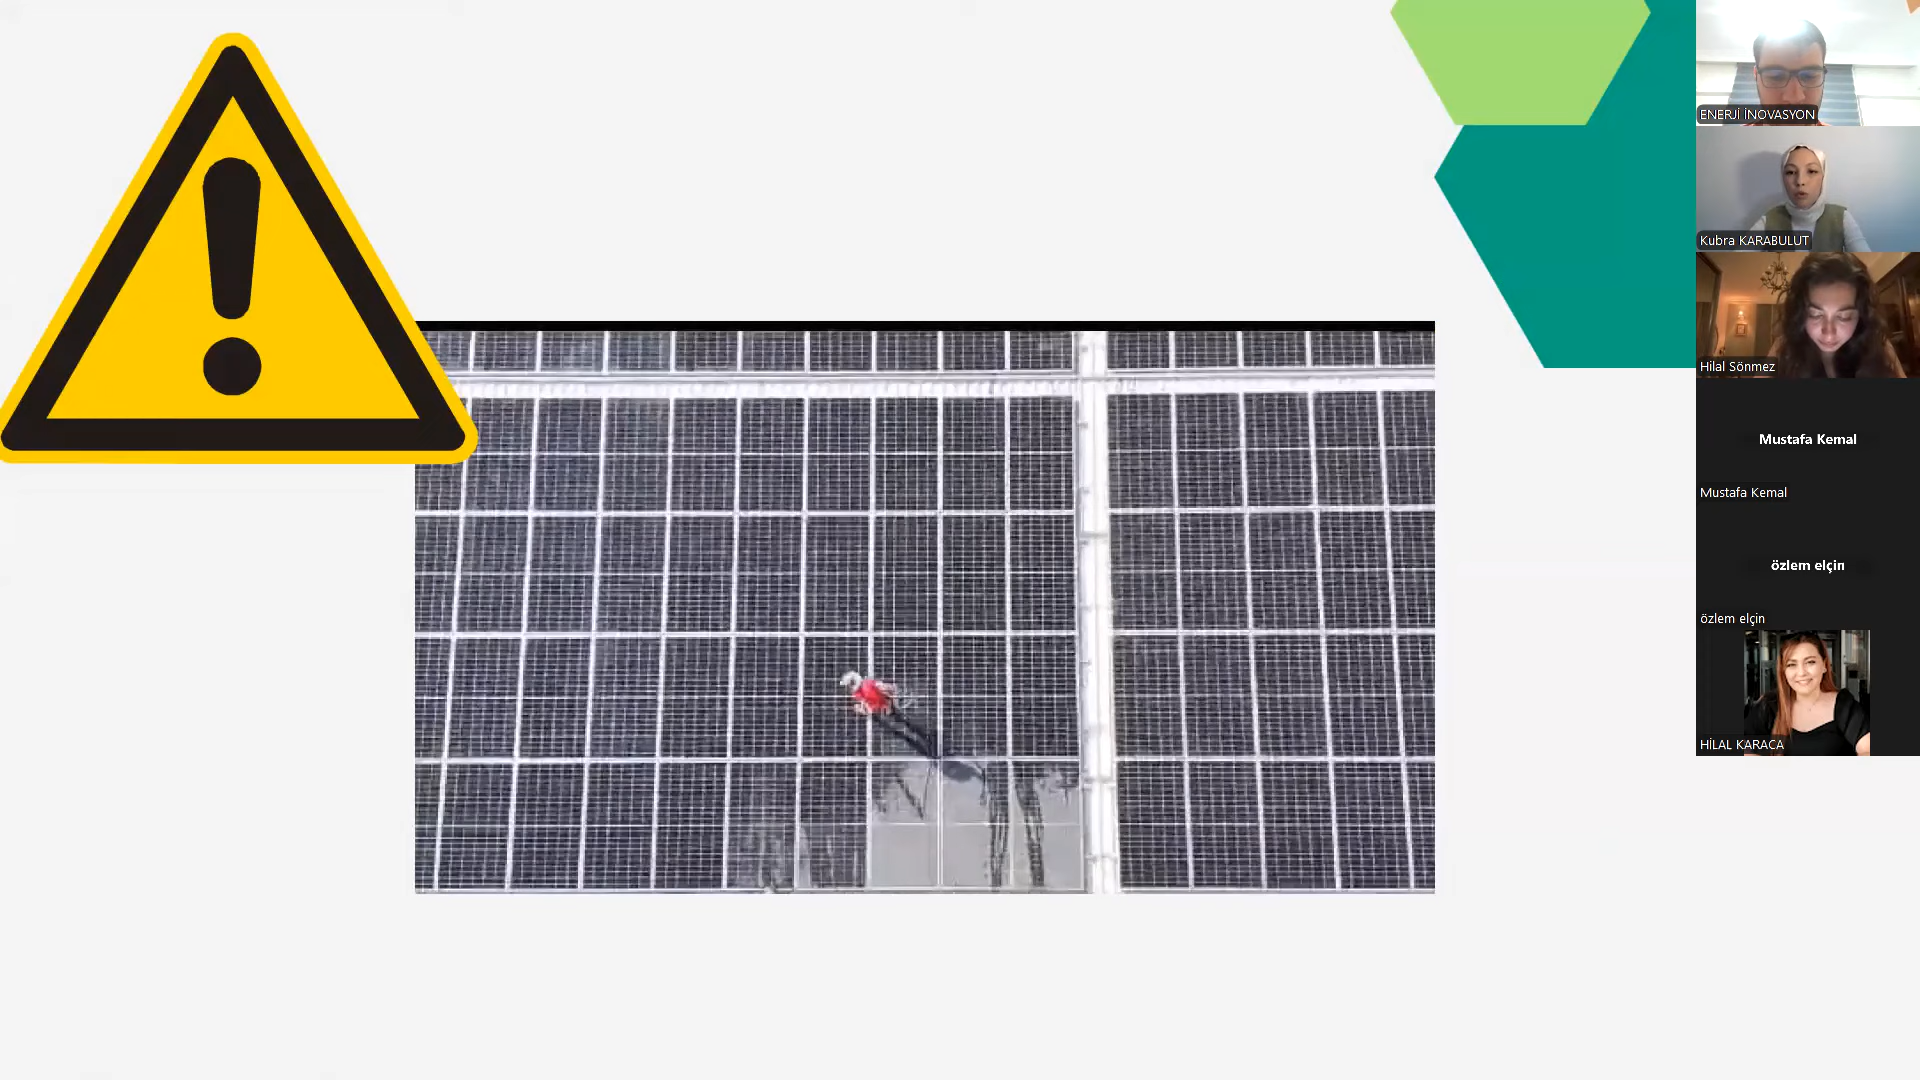 ENERJİ İNOVASYON
Kubra KARABULUT
Hilal Sönmez
Mustafa Kemal
Mustafa Kemal
özlem elçin
özlem elçin
HİLAL KARACA